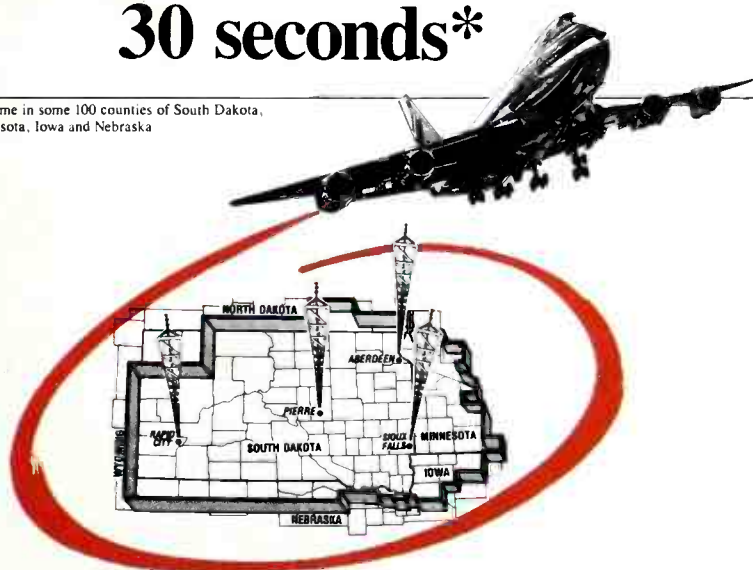 30 seconds*
me in some 100 counties of South Dakota,
sota, Iowa and Nebraska
NORTH DAKOTA
ABERDEEN
PIERRE
RAPID
CITY
SOUTH DAKOTA
SIOUX
FALLS
MINNESOTA
WYOMING
IOWA
NEBRASKA